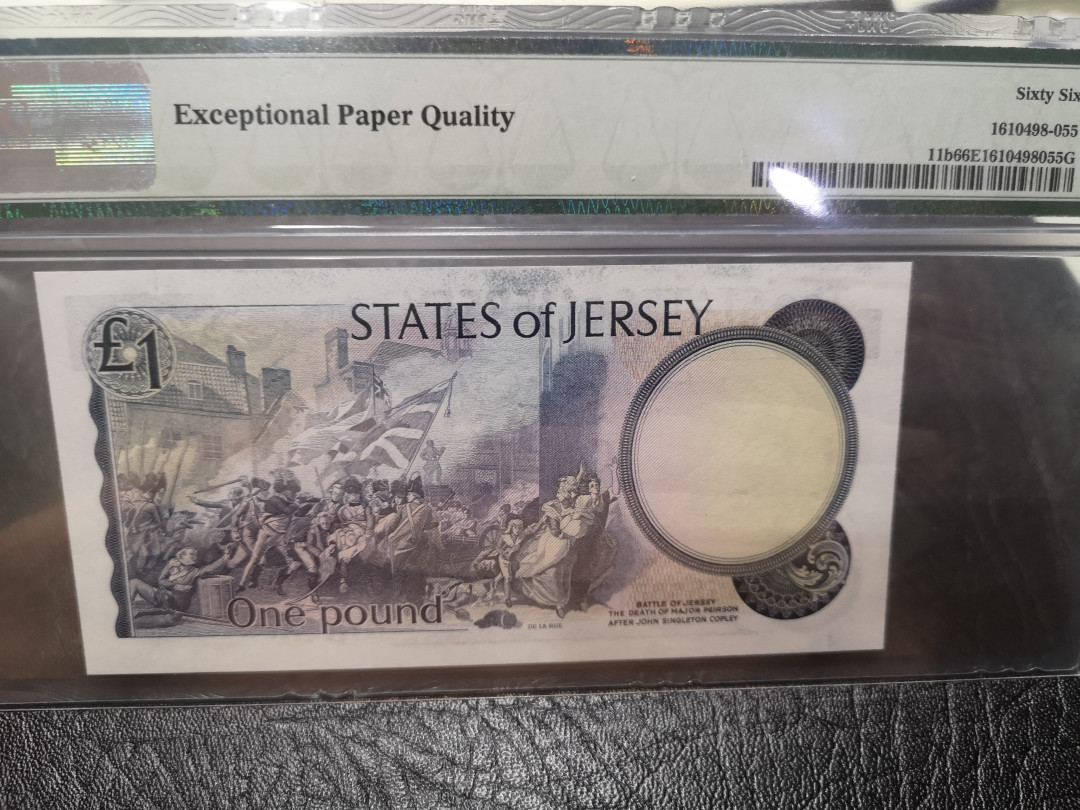 Exceptional Paper Quality
Sixty Six
1610498-055
11b66E1610498055G
STATES of JERSEY
£1
One pound
BATTLE OF JERSEY
THE DEATH OF MAJOR PEIRSON
AFTER JOHN SINGLETON COPLEY
DE LA RUE